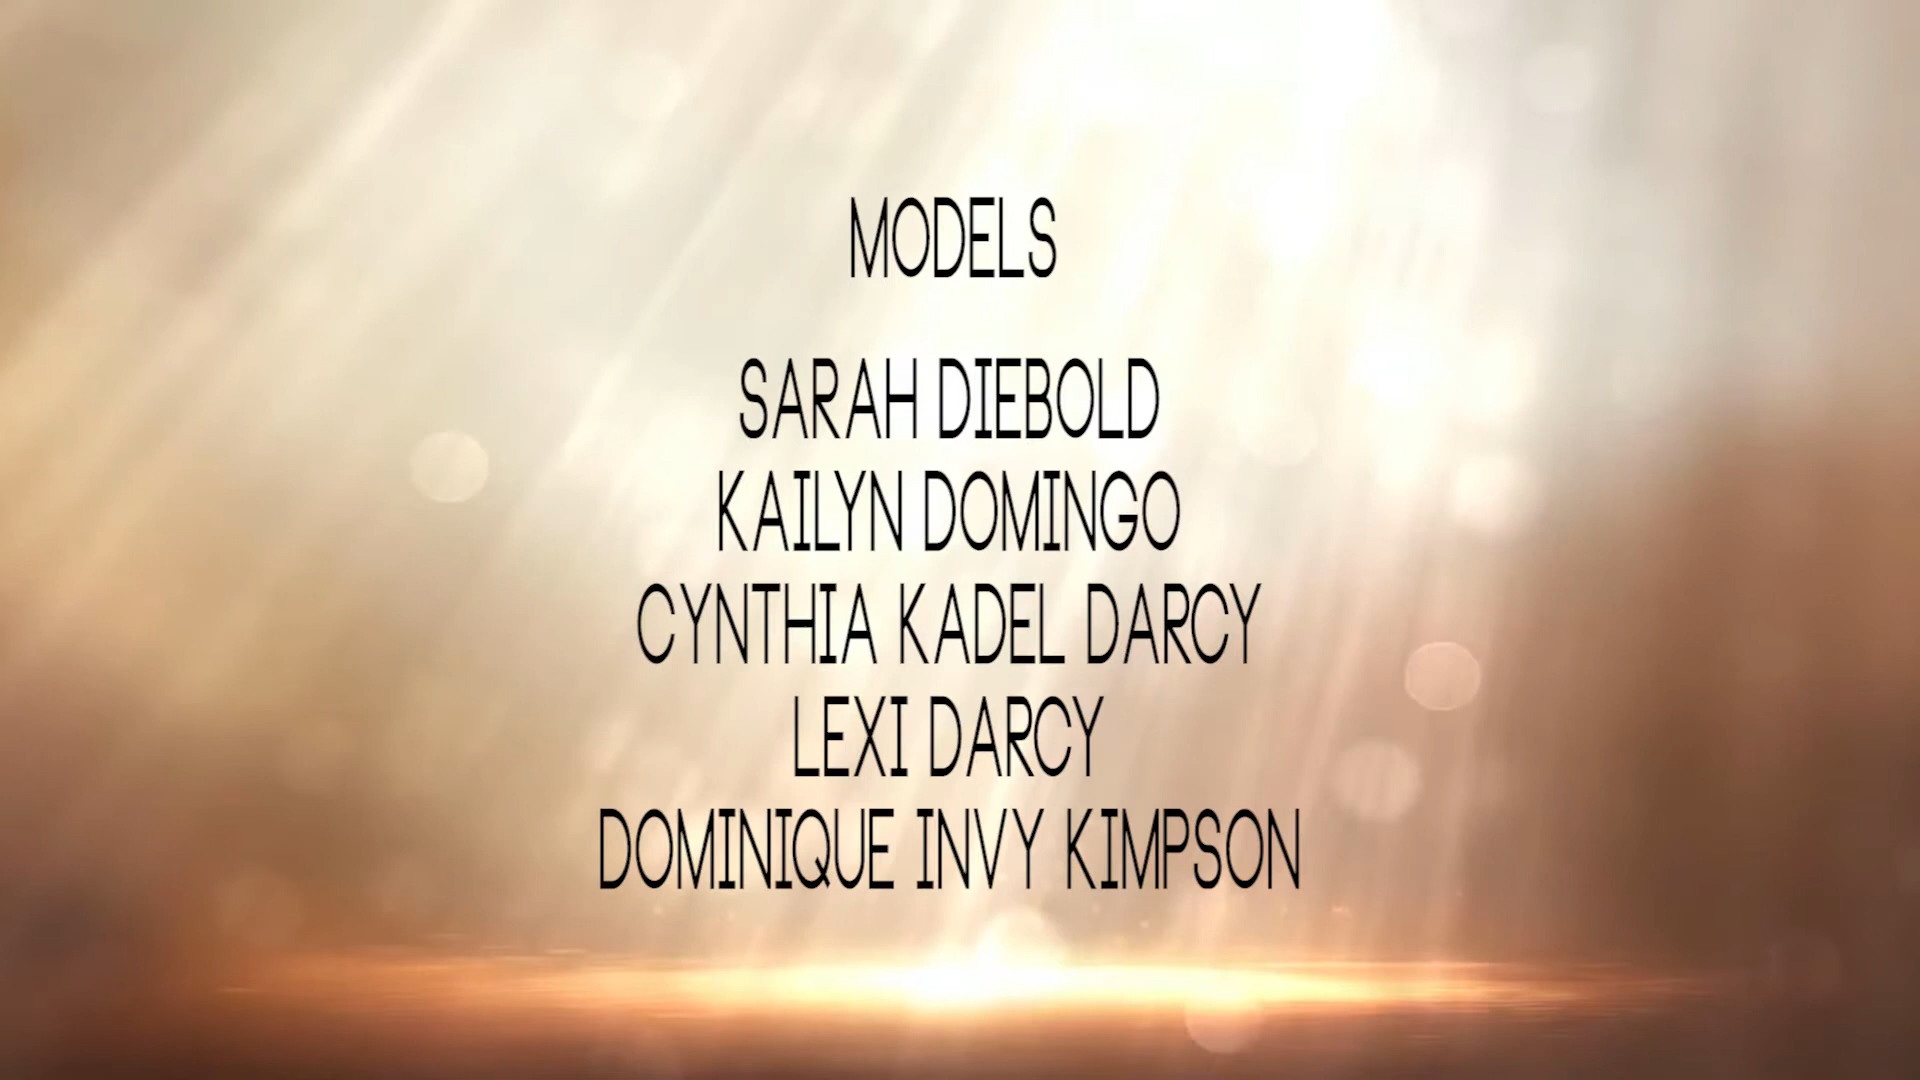 MODELS
SARAH DIEBOLD
KAILYN DOMINGO
CYNTHIA KADEL DARCY
LEXI DARCY
DOMINIQUE INVY KIMPSON